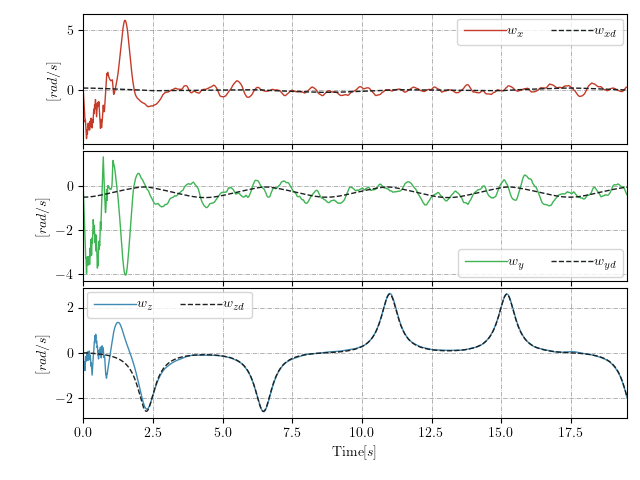 5
0
[rad/s]
w_x w_xd
0
−2
−4
[rad/s]
w_y w_yd
2
0
−2
[rad/s]
w_z w_zd
0.0 2.5 5.0 7.5 10.0 12.5 15.0 17.5
Time[s]